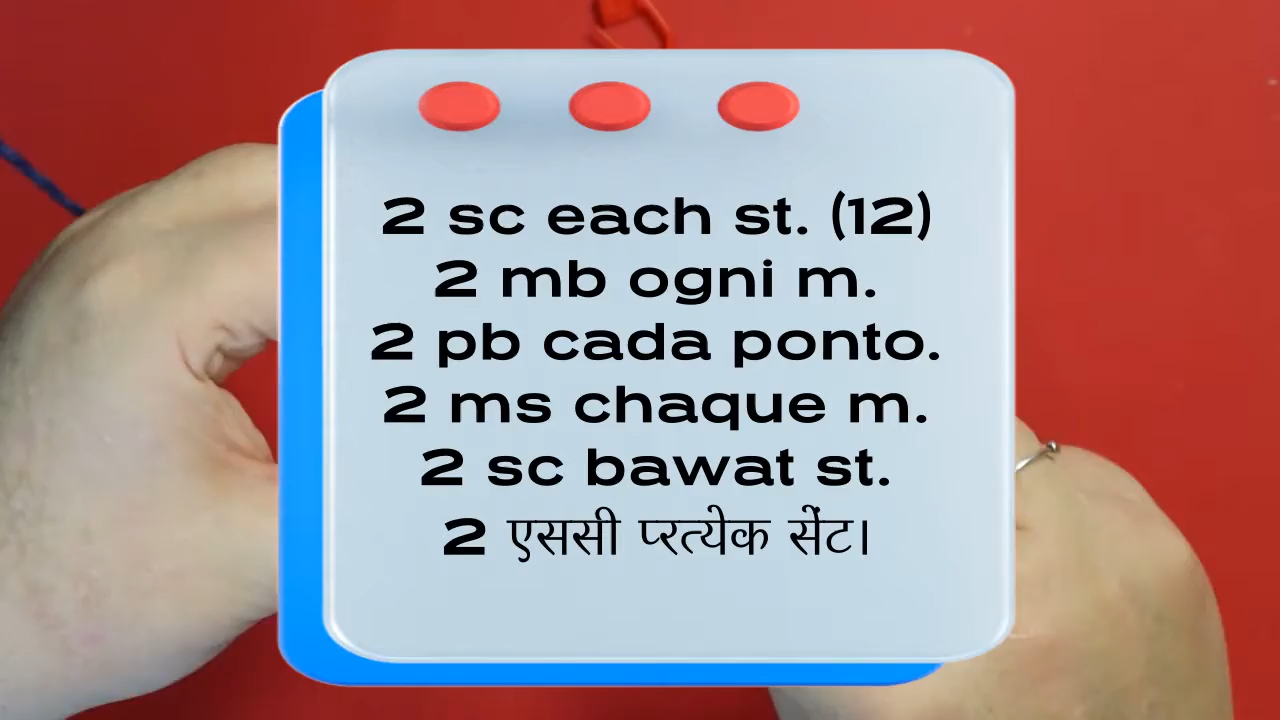 2 sc each st. (12)
2 mb ogni m.
2 pb cada ponto.
2 ms chaque m.
2 sc bawat st.
2 एससी प्रत्येक सेंट।